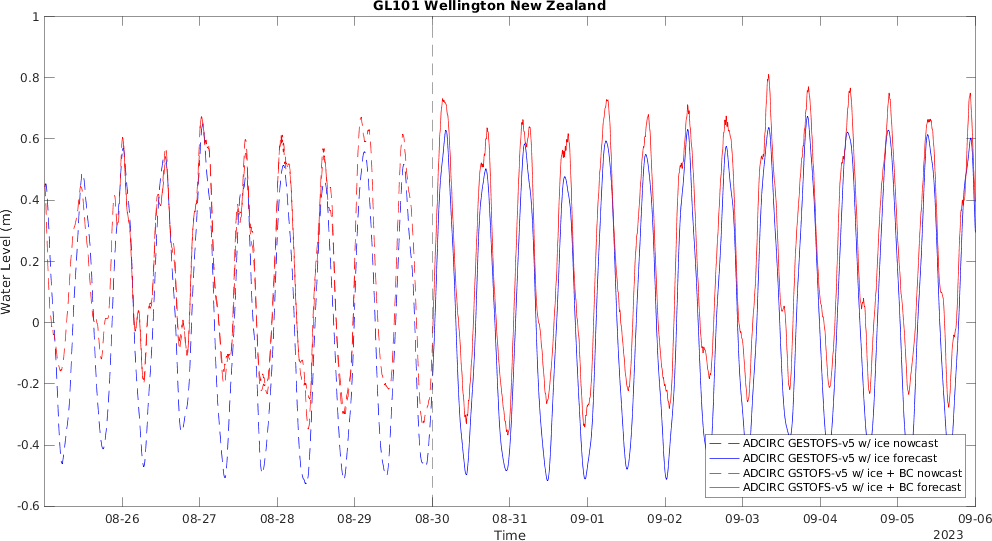 GL101 Wellington New Zealand
1
0.8
0.6
0.4
0.2
0
-0.2
-0.4
-0.6
Water Level (m)
08-26 08-27 08-28 08-29 08-30 08-31 09-01 09-02 09-03 09-04 09-05 09-06
Time
2023
ADCIRC GESTOFS-v5 w/ ice nowcast
ADCIRC GESTOFS-v5 w/ ice forecast
ADCIRC GSTOFS-v5 w/ ice + BC nowcast
ADCIRC GSTOFS-v5 w/ ice + BC forecast